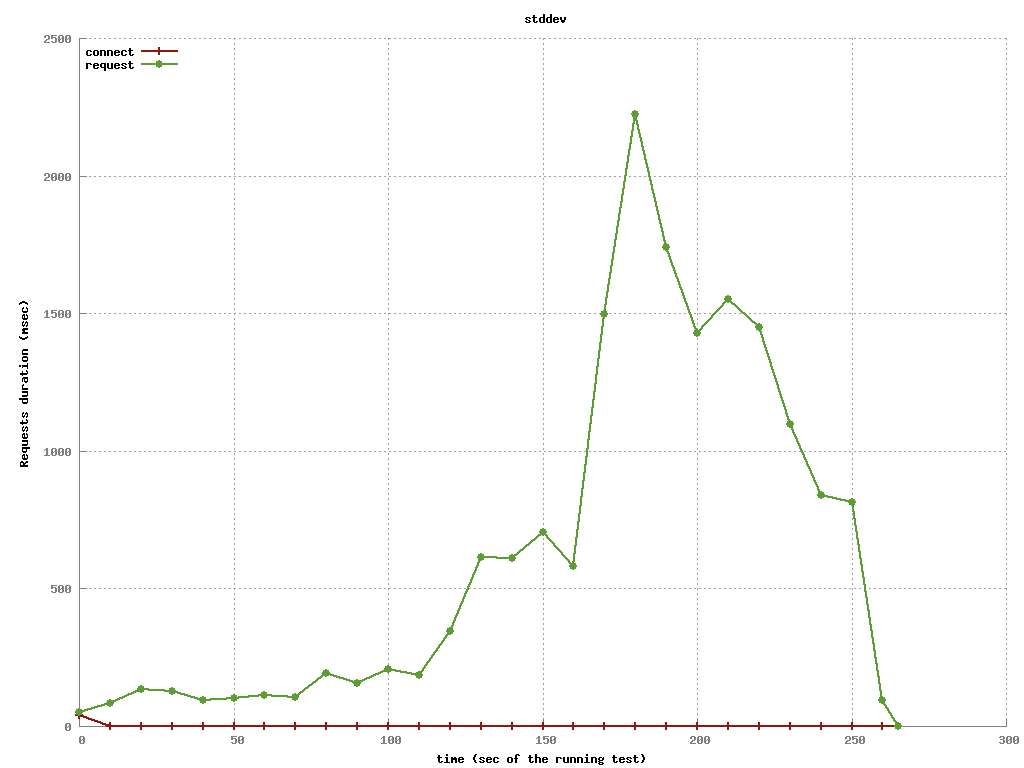 stddev
2500
connect
request
2000
1500
Requests duration (msec)
1000
500
0
0 50 100 150 200 250 300
time (sec of the running test)